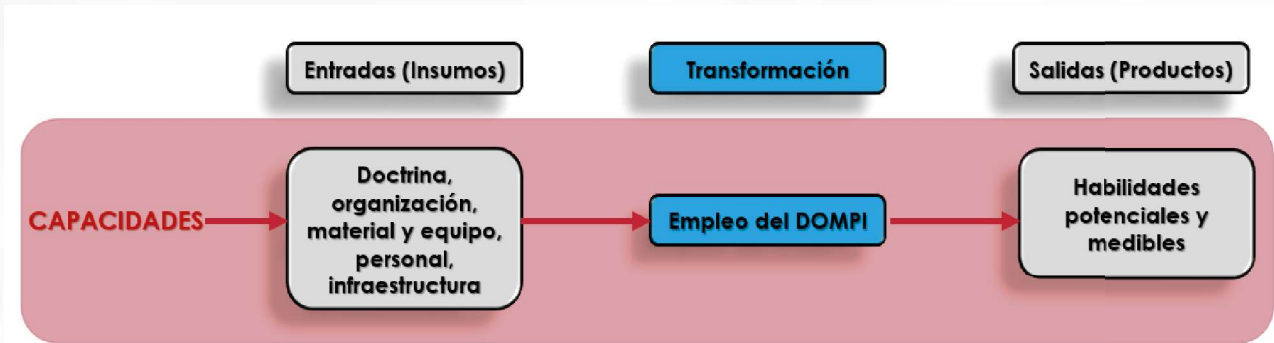 Entradas (Insumos)
Transformación
Salidas (Productos)
CAPACIDADES
Doctrina,
organización,
material y equipo,
personal,
infraestructura
Empleo del DOMPI
Habilidades
potenciales y
medibles